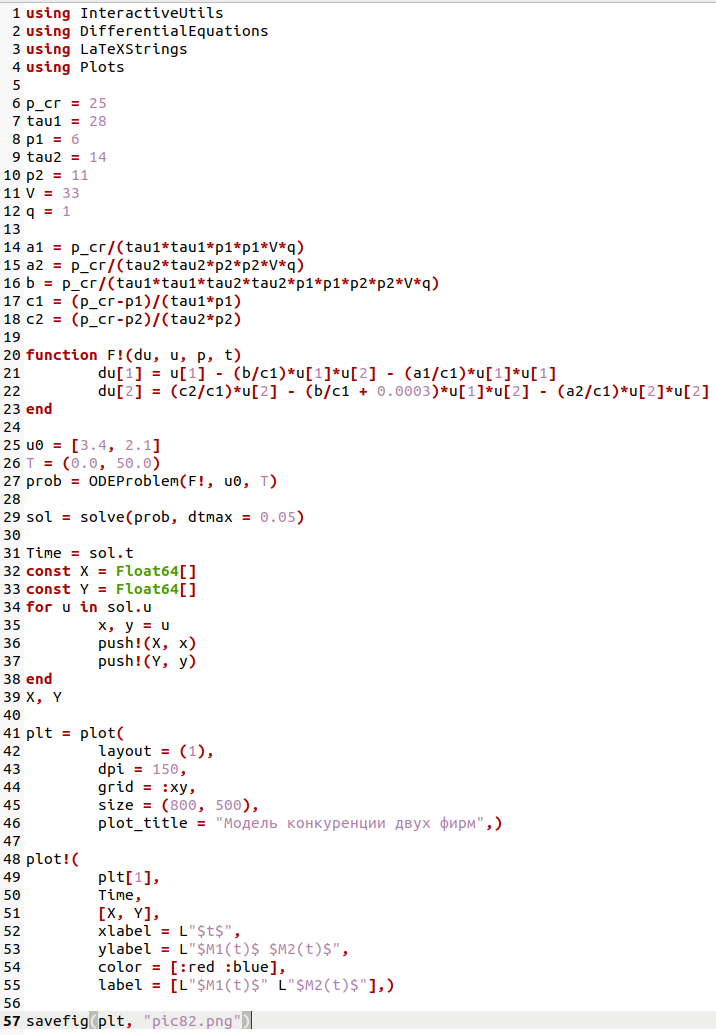 1 using InteractiveUtils
2 using DifferentialEquations
3 using LaTeXStrings
4 using Plots
5
6 p_cr = 25
7 tau1 = 28
8 p1 = 6
9 tau2 = 14
10 p2 = 11
11 V = 33
12 q = 1
13
14 a1 = p_cr/(tau1*tau1*p1*p1*V*q)
15 a2 = p_cr/(tau2*tau2*p2*p2*V*q)
16 b = p_cr/(tau1*tau1*tau2*tau2*p1*p1*p2*p2*V*q)
17 c1 = (p_cr-p1)/(tau1*p1)
18 c2 = (p_cr-p2)/(tau2*p2)
19
20 function F!(du, u, p, t)
21         du[1] = u[1] - (b/c1)*u[1]*u[2] - (a1/c1)*u[1]*u[1]
22         du[2] = (c2/c1)*u[2] - (b/c1 + 0.0003)*u[1]*u[2] - (a2/c1)*u[2]*u[2]
23 end
24
25 u0 = [3.4, 2.1]
26 T = (0.0, 50.0)
27 prob = ODEProblem(F!, u0, T)
28
29 sol = solve(prob, dtmax = 0.05)
30
31 Time = sol.t
32 const X = Float64[]
33 const Y = Float64[]
34 for u in sol.u
35         x, y = u
36         push!(X, x)
37         push!(Y, y)
38 end
39 X, Y
40
41 plt = plot(
42         layout = (1),
43         dpi = 150,
44         grid = :xy,
45         size = (800, 500),
46         plot_title = "Модель конкуренции двух фирм",)
47
48 plot!(
49         plt[1],
50         Time,
51         [X, Y],
52         xlabel = L"$t$",
53         ylabel = L"$M1(t)$ $M2(t)$",
54         color = [:red :blue],
55         label = [L"$M1(t)$" L"$M2(t)$"],)
56
57 savefig(plt, "pic82.png")